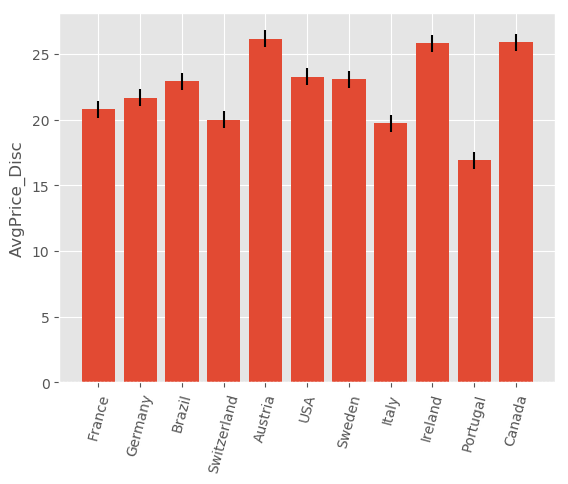 AvgPrice_Disc
25
20
15
10
5
0
France
Germany
Brazil
Switzerland
Austria
USA
Sweden
Italy
Ireland
Portugal
Canada